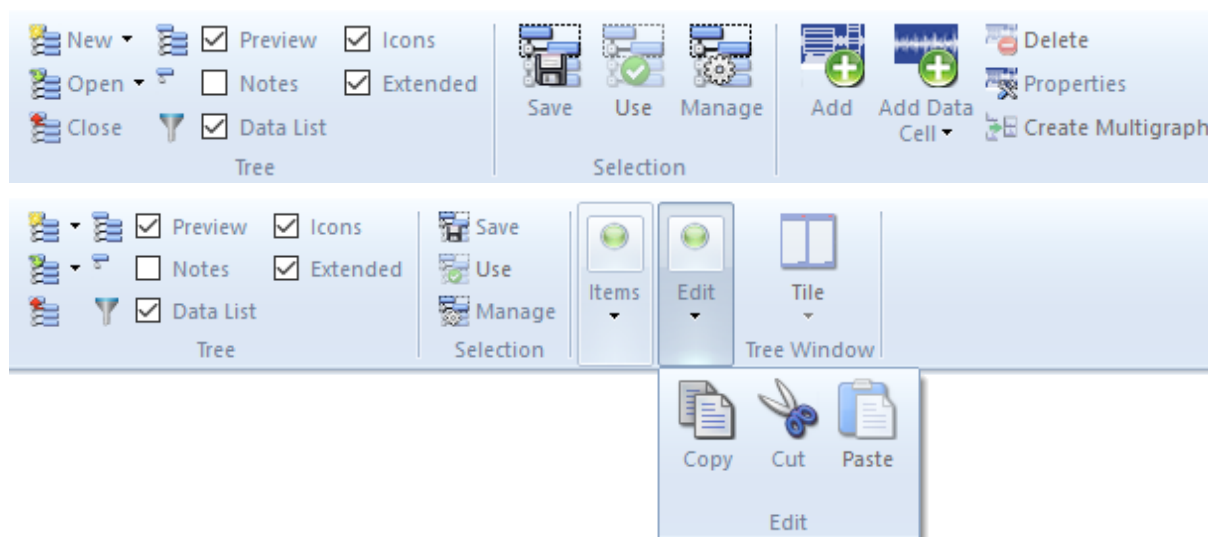 New Preview Icons
Open Notes Extended
Close Data List
Tree
Save Use Manage
Selection
Add Add Data
Cell
Delete
Properties
Create Multigraph
Preview Icons
Notes Extended
Data List
Tree
Save
Use
Manage
Selection
Items
Edit
Tile
Tree Window
Copy Cut Paste
Edit